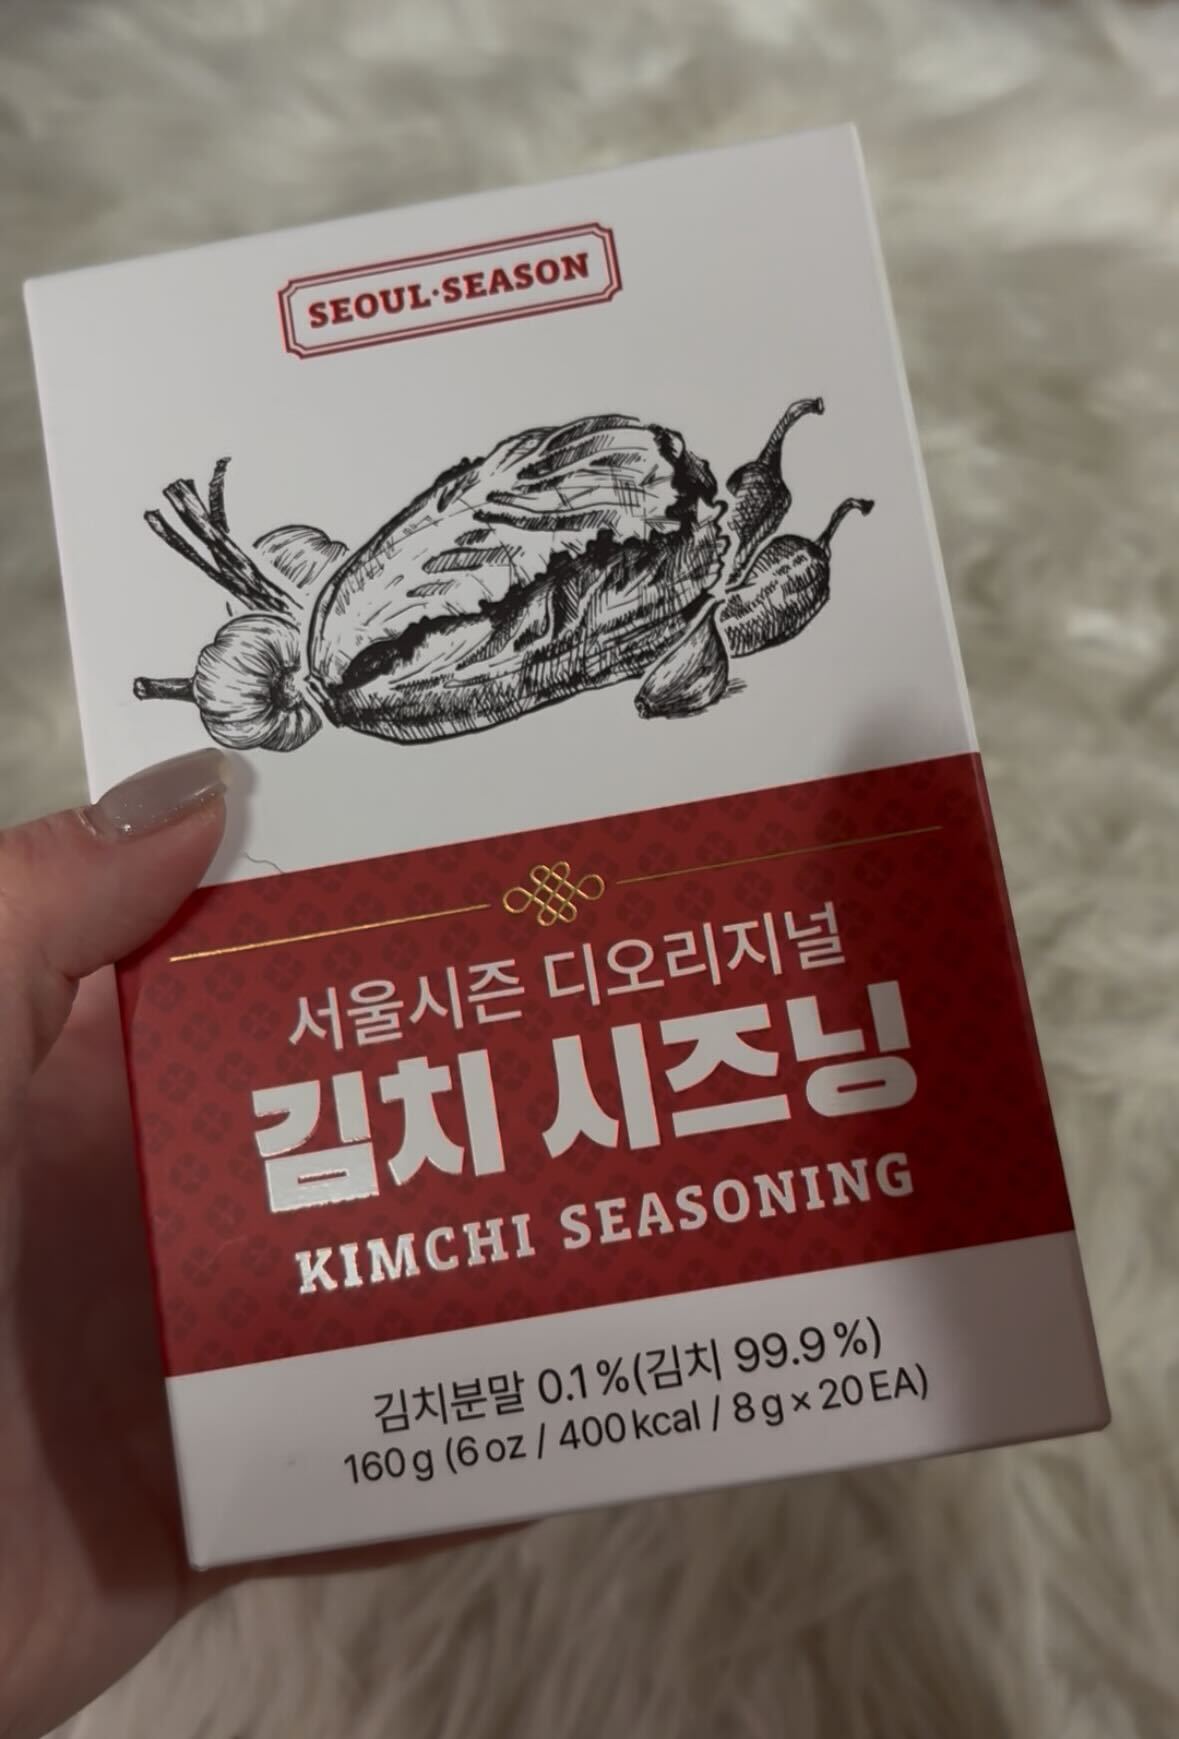 SEOUL·SEASON
서울시즌 디오리지널
김치 시즈닝
KIMCHI SEASONING
김치분말 0.1%(김치 99.9%)
160g (6oz / 400kcal / 8g×20EA)